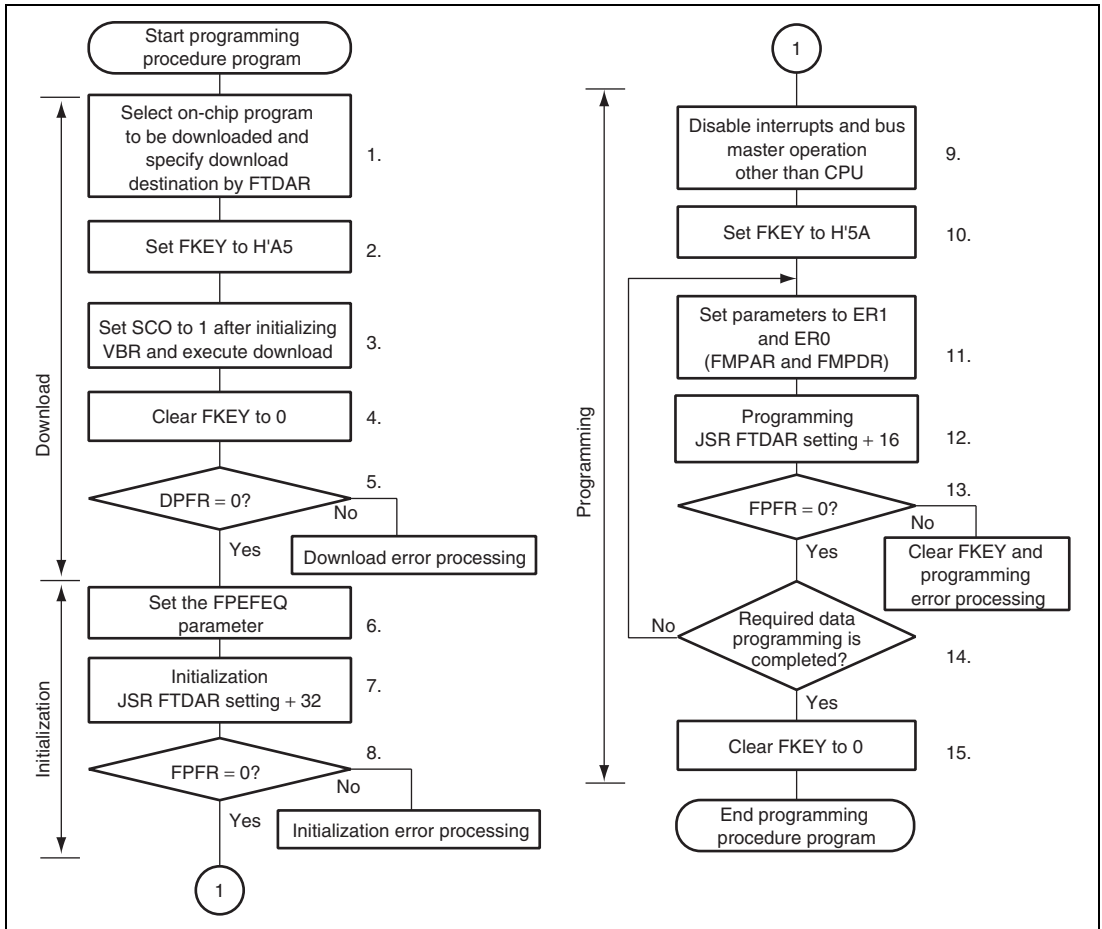 Start programming
procedure program
Select on-chip program
to be downloaded and
specify download
destination by FTDAR
1.
Set FKEY to H'A5
2.
Set SCO to 1 after initializing
VBR and execute download
3.
Clear FKEY to 0
4.
DPFR = 0?
5.
No
Yes
Download error processing
Download
Set the FPEFEQ
parameter
6.
Initialization
JSR FTDAR setting + 32
7.
FPFR = 0?
8.
No
Yes
Initialization error processing
Initialization
1
1
Disable interrupts and bus
master operation
other than CPU
9.
Set FKEY to H'5A
10.
Set parameters to ER1
and ER0
(FMPAR and FMPDR)
11.
Programming
JSR FTDAR setting + 16
12.
FPFR = 0?
13.
No
Yes
Clear FKEY and
programming
error processing
Required data
programming is
completed?
No
14.
Yes
Clear FKEY to 0
15.
Programming
End programming
procedure program